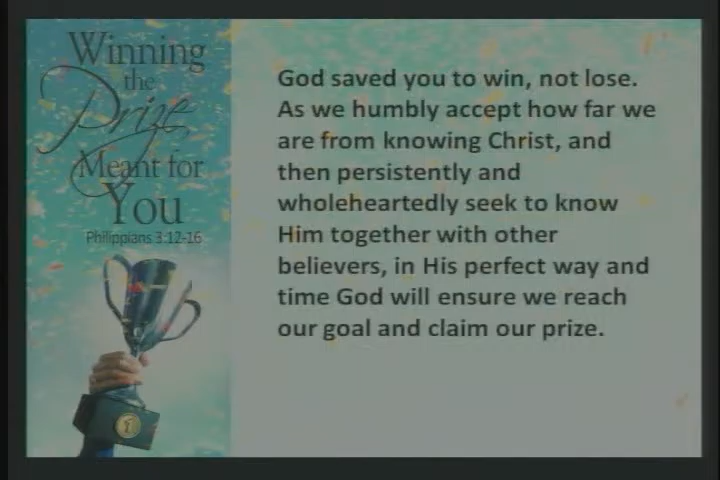 Winning
the
Prize
Meant for
You
Philippians 3:12-16
God saved you to win, not lose.
As we humbly accept how far we
are from knowing Christ, and
then persistently and
wholeheartedly seek to know
Him together with other
believers, in His perfect way and
time God will ensure we reach
our goal and claim our prize.